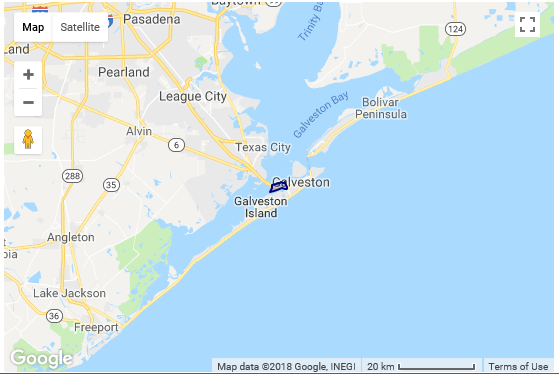 Baytown
Pasadena
Map
Satellite
Trinity B
124
Land
Pearland
League City
Bolivar
Peninsula
Galveston Bay
Alvin
6
Texas City
288
35
Galveston
Galveston
Island
Angleton
bia
Lake Jackson
36
Freeport
Google
Map data ©2018 Google, INEGI
20 km
Terms of Use